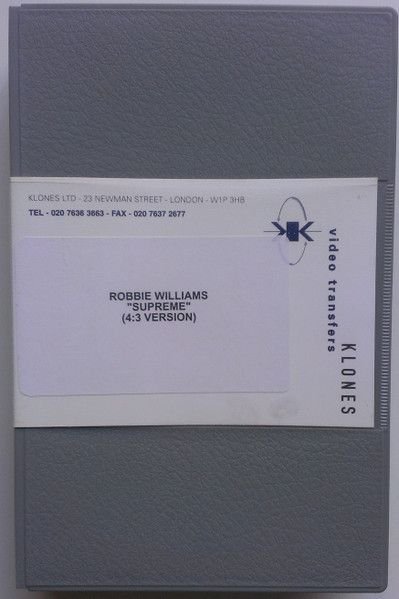 KLONES LTD - 23 NEWMAN STREET - LONDON - W1P 3HB
TEL - 020 7636 3663 - FAX - 020 7637 2677
ROBBIE WILLIAMS
"SUPREME"
(4:3 VERSION)
video transfers
KLONES